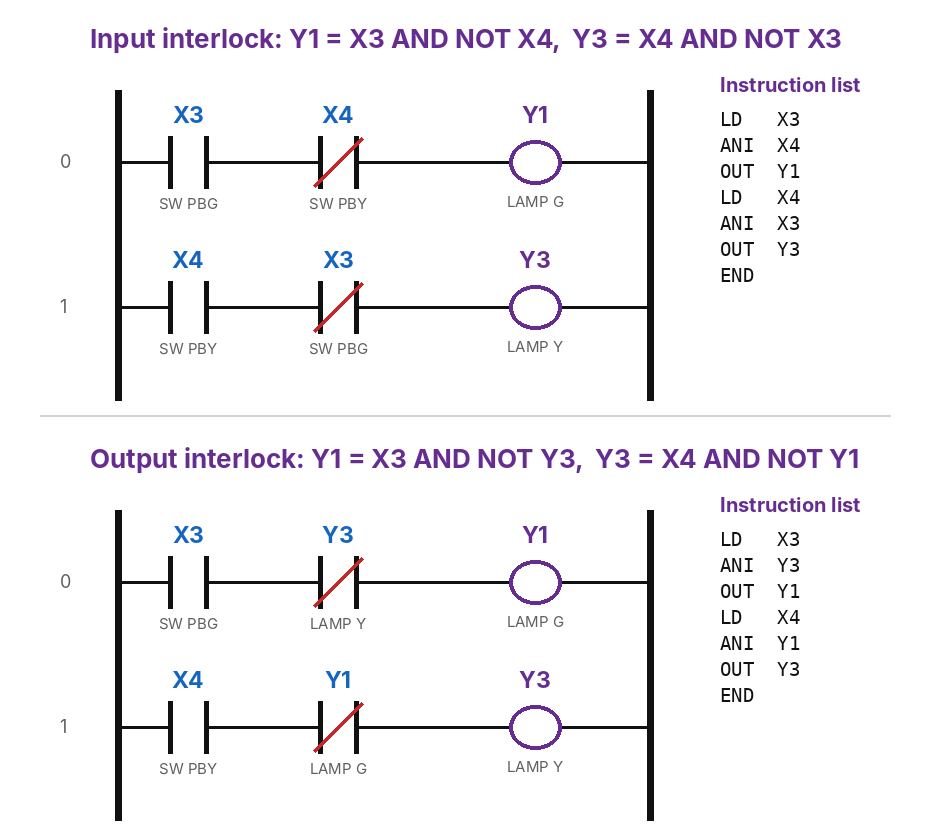 Input interlock: Y1 = X3 AND NOT X4,  Y3 = X4 AND NOT X3
Instruction list
X3 X4 Y1
0
SW PBG SW PBY LAMP G
X4 X3 Y3
1
SW PBY SW PBG LAMP Y
LD X3
ANI X4
OUT Y1
LD X4
ANI X3
OUT Y3
END
Output interlock: Y1 = X3 AND NOT Y3,  Y3 = X4 AND NOT Y1
Instruction list
X3 Y3 Y1
0
SW PBG LAMP Y LAMP G
X4 Y1 Y3
1
SW PBY LAMP G LAMP Y
LD X3
ANI Y3
OUT Y1
LD X4
ANI Y1
OUT Y3
END